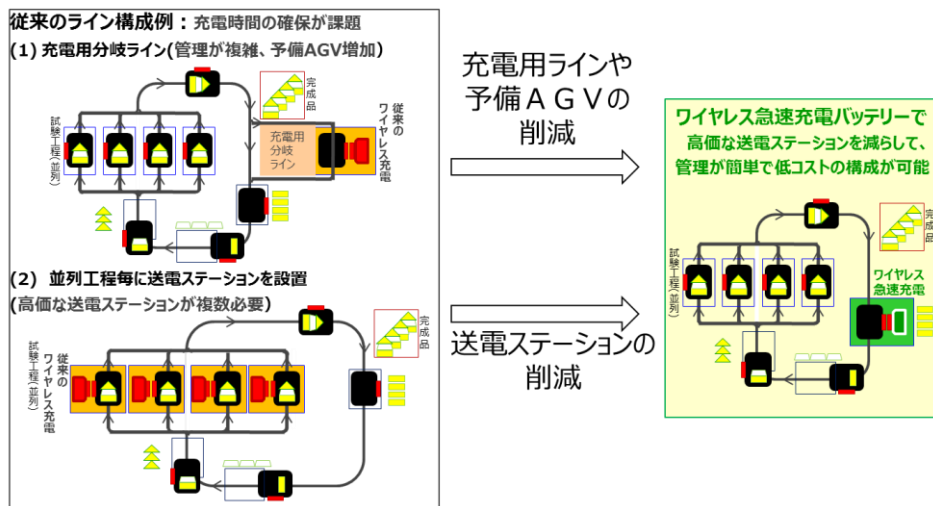 従来のライン構成例：充電時間の確保が課題
(1) 充電用分岐ライン(管理が複雑、予備AGV増加)
完成品
試験工程(並列)
充電用
分岐
ライン
従来の
ワイヤレス充電
(2) 並列工程毎に送電ステーションを設置
(高価な送電ステーションが複数必要)
完成品
試験工程(並列)
従来の
ワイヤレス充電
充電用ラインや
予備ＡＧＶの
削減
送電ステーションの
削減
ワイヤレス急速充電バッテリーで
高価な送電ステーションを減らして、
管理が簡単で低コストの構成が可能
完成品
試験工程(並列)
ワイヤレス
急速充電